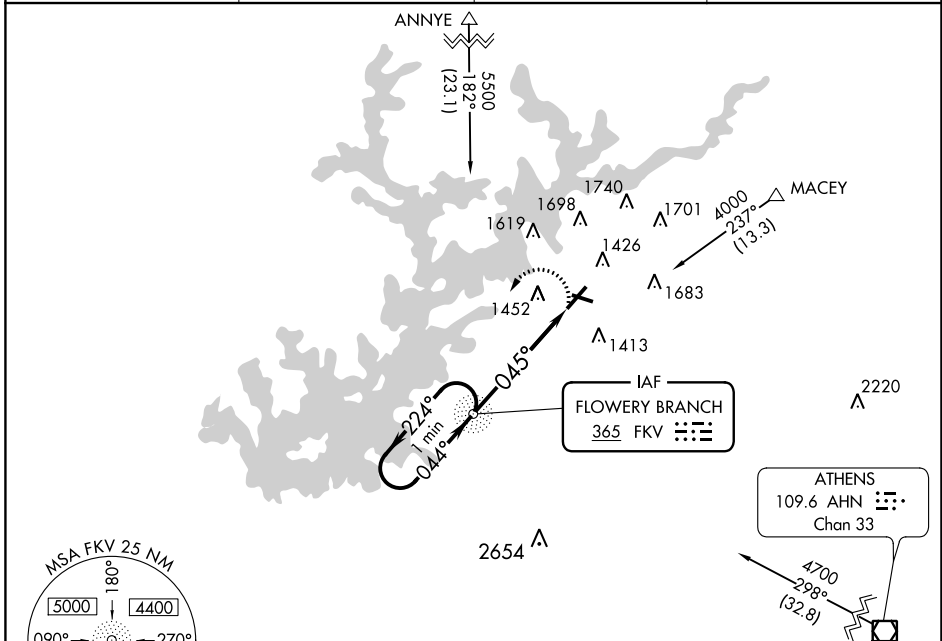 ANNYE
5500
182°
(23.1)
MACEY
4000
237°
(13.3)
1740
1698
1701
1619
1426
1683
1452
1413
045°
IAF
FLOWERY BRANCH
365 FKV
2220
224°
1 min
044°
ATHENS
109.6 AHN
Chan 33
2654
4700
298°
(32.8)
MSA FKV 25 NM
180°
5000
4400
090°
270°